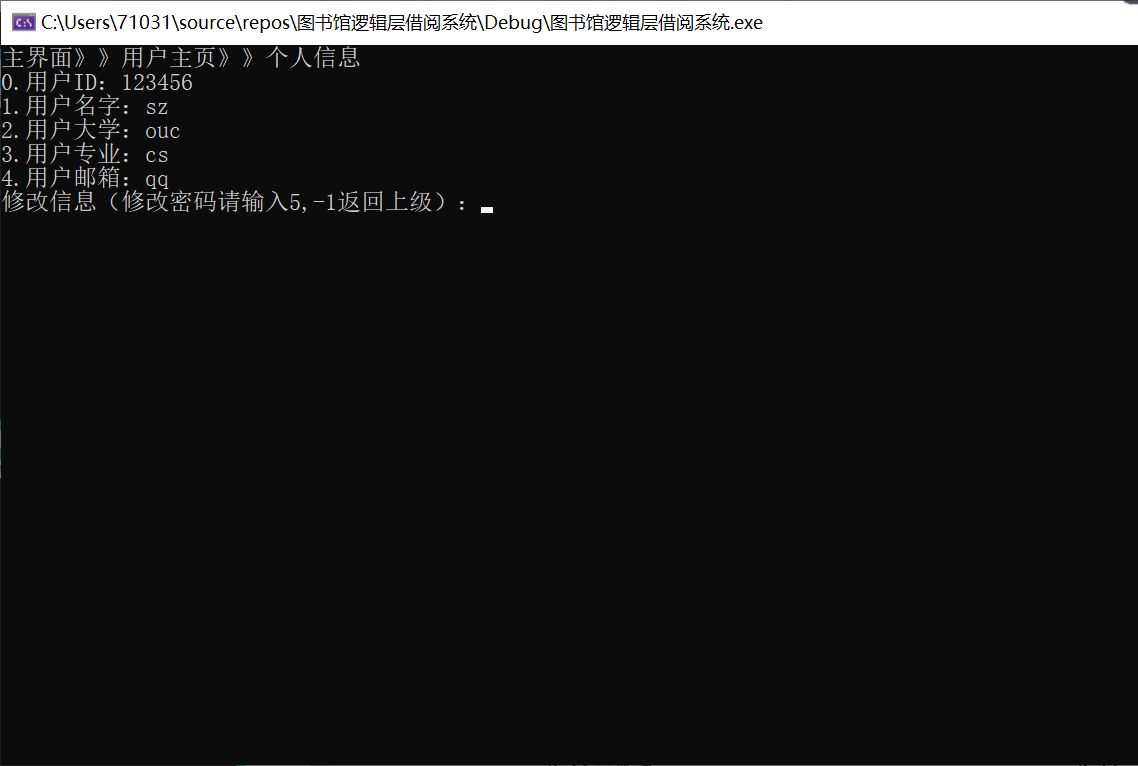 C:\Users\71031\source\repos\图书馆逻辑层借阅系统\Debug\图书馆逻辑层借阅系统.exe
主界面》》用户主页》》个人信息
0.用户ID：123456
1.用户名字：sz
2.用户大学：ouc
3.用户专业：cs
4.用户邮箱：qq
修改信息（修改密码请输入5,-1返回上级）：